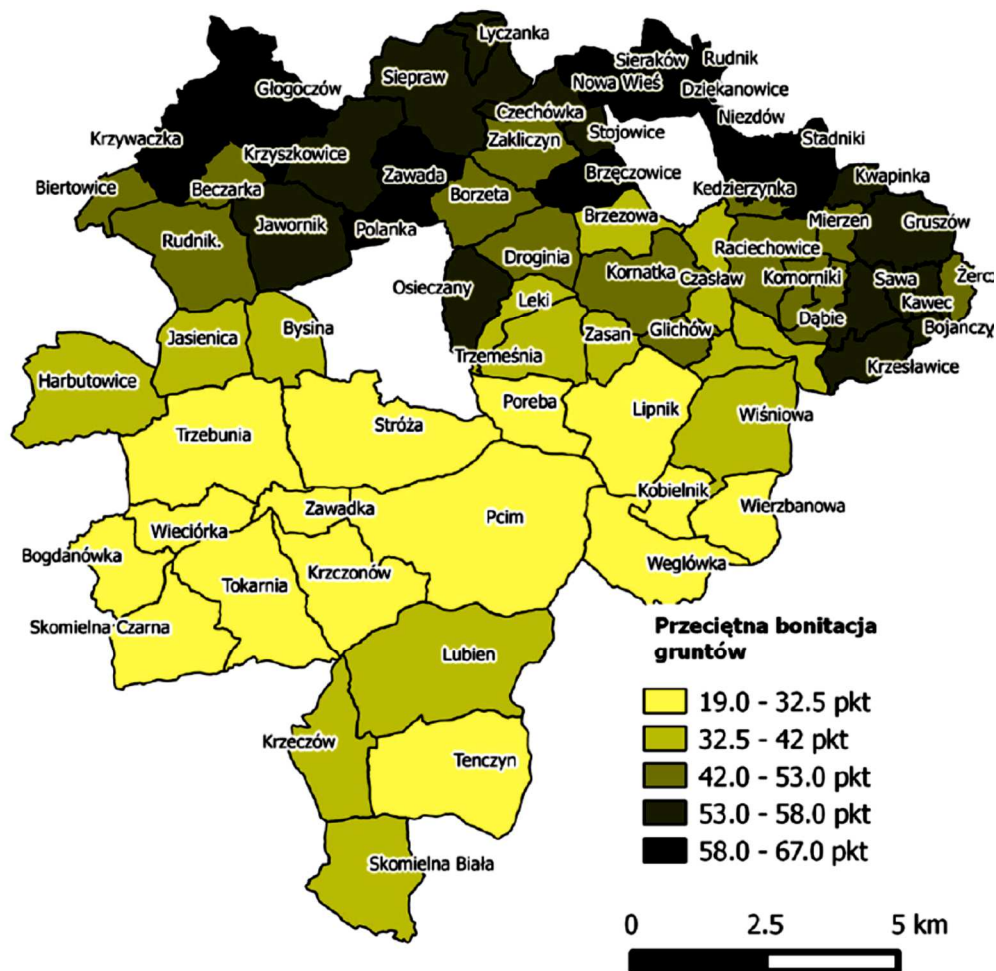 Lyczanka
Sieraków
Rudnik
Siepraw
Nowa Wieś
Głogoczów
Dziękanowice
Czechówka
Niezdów
Krzywaczka
Stojowice
Stadniki
Zakliczyn
Krzyszkowice
Zawada
Brzęczowice
Kwapinka
Biertowice
Beczarka
Borzeta
Kedzierzynka
Brzezowa
Mierzen
Gruszów
Jawornik
Polanka
Rudnik.
Raciechowice
Droginia
Kornatka
Czasław
Komorniki
Sawa
Żercz
Osieczany
Leki
Kawec
Dąbie
Bojańczy
Jasienica
Bysina
Zasan
Glichów
Trzemeśnia
Krzesławice
Harbutowice
Poreba
Lipnik
Wiśniowa
Stróża
Trzebunia
Kobielnik
Zawadka
Pcim
Wierzbanowa
Wieciórka
Bogdanówka
Węglówka
Krzczonów
Tokarnia
Skomielna Czarna
Lubien
Krzeczów
Tenczyn
Skomielna Biała
Przeciętna bonitacja
gruntów
19.0 - 32.5 pkt
32.5 - 42 pkt
42.0 - 53.0 pkt
53.0 - 58.0 pkt
58.0 - 67.0 pkt
0 2.5 5 km